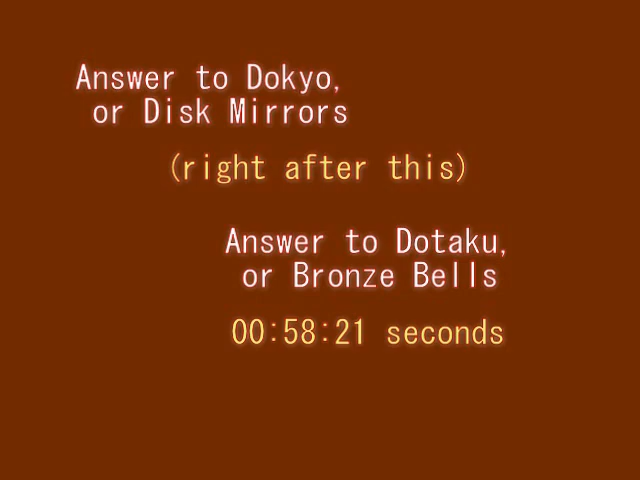 Answer to Dokyo,
or Disk Mirrors
(right after this)
Answer to Dotaku,
or Bronze Bells
00:58:21 seconds